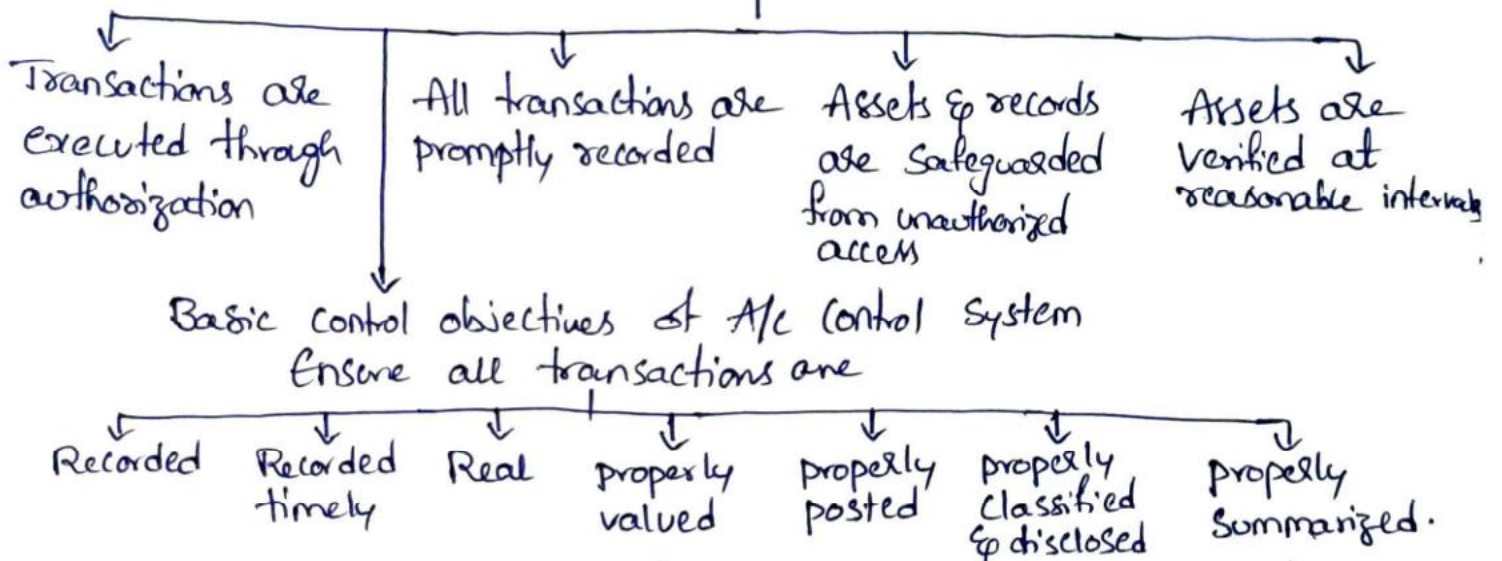 Transactions are
executed through
authorization
All transactions are
promptly recorded
Assets & records
are safeguarded
from unauthorized
access
Assets are
verified at
reasonable intervals
Basic control objectives of A/c control system
Ensure all transactions are
Recorded
Recorded
timely
Real
properly
valued
properly
posted
properly
classified
& disclosed
properly
summarized.